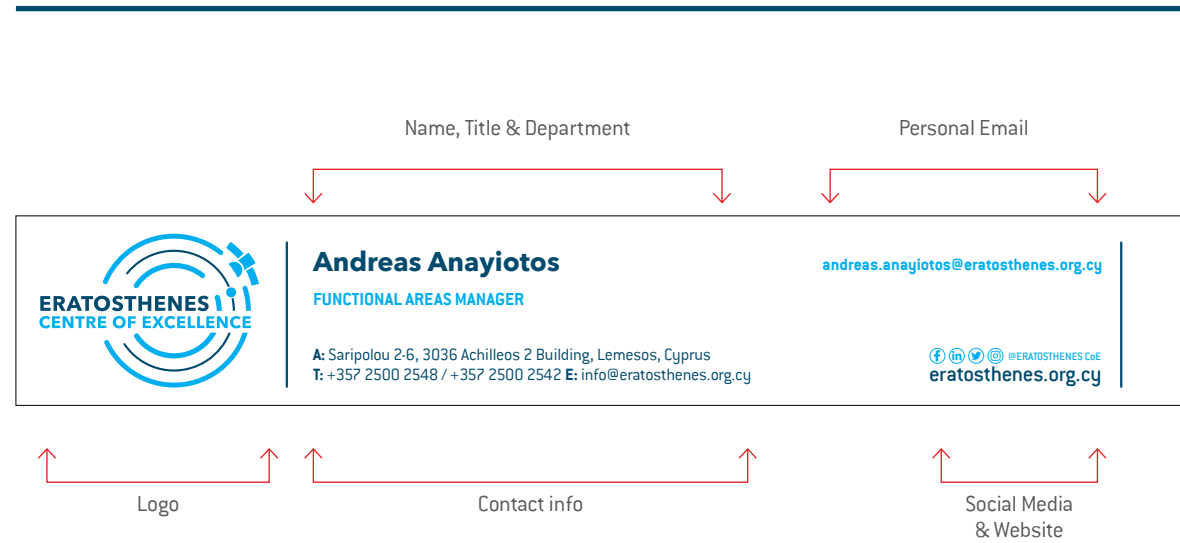 Name, Title & Department
Personal Email
ERATOSTHENES
CENTRE OF EXCELLENCE
Andreas Anayiotos
FUNCTIONAL AREAS MANAGER
A: Saripolou 2-6, 3036 Achilleos 2 Building, Lemesos, Cyprus
T: +357 2500 2548 / +357 2500 2542 E: info@eratosthenes.org.cy
andreas.anayiotos@eratosthenes.org.cy
f in @ERATOSTHENES CoE
eratosthenes.org.cy
Logo
Contact info
Social Media
& Website